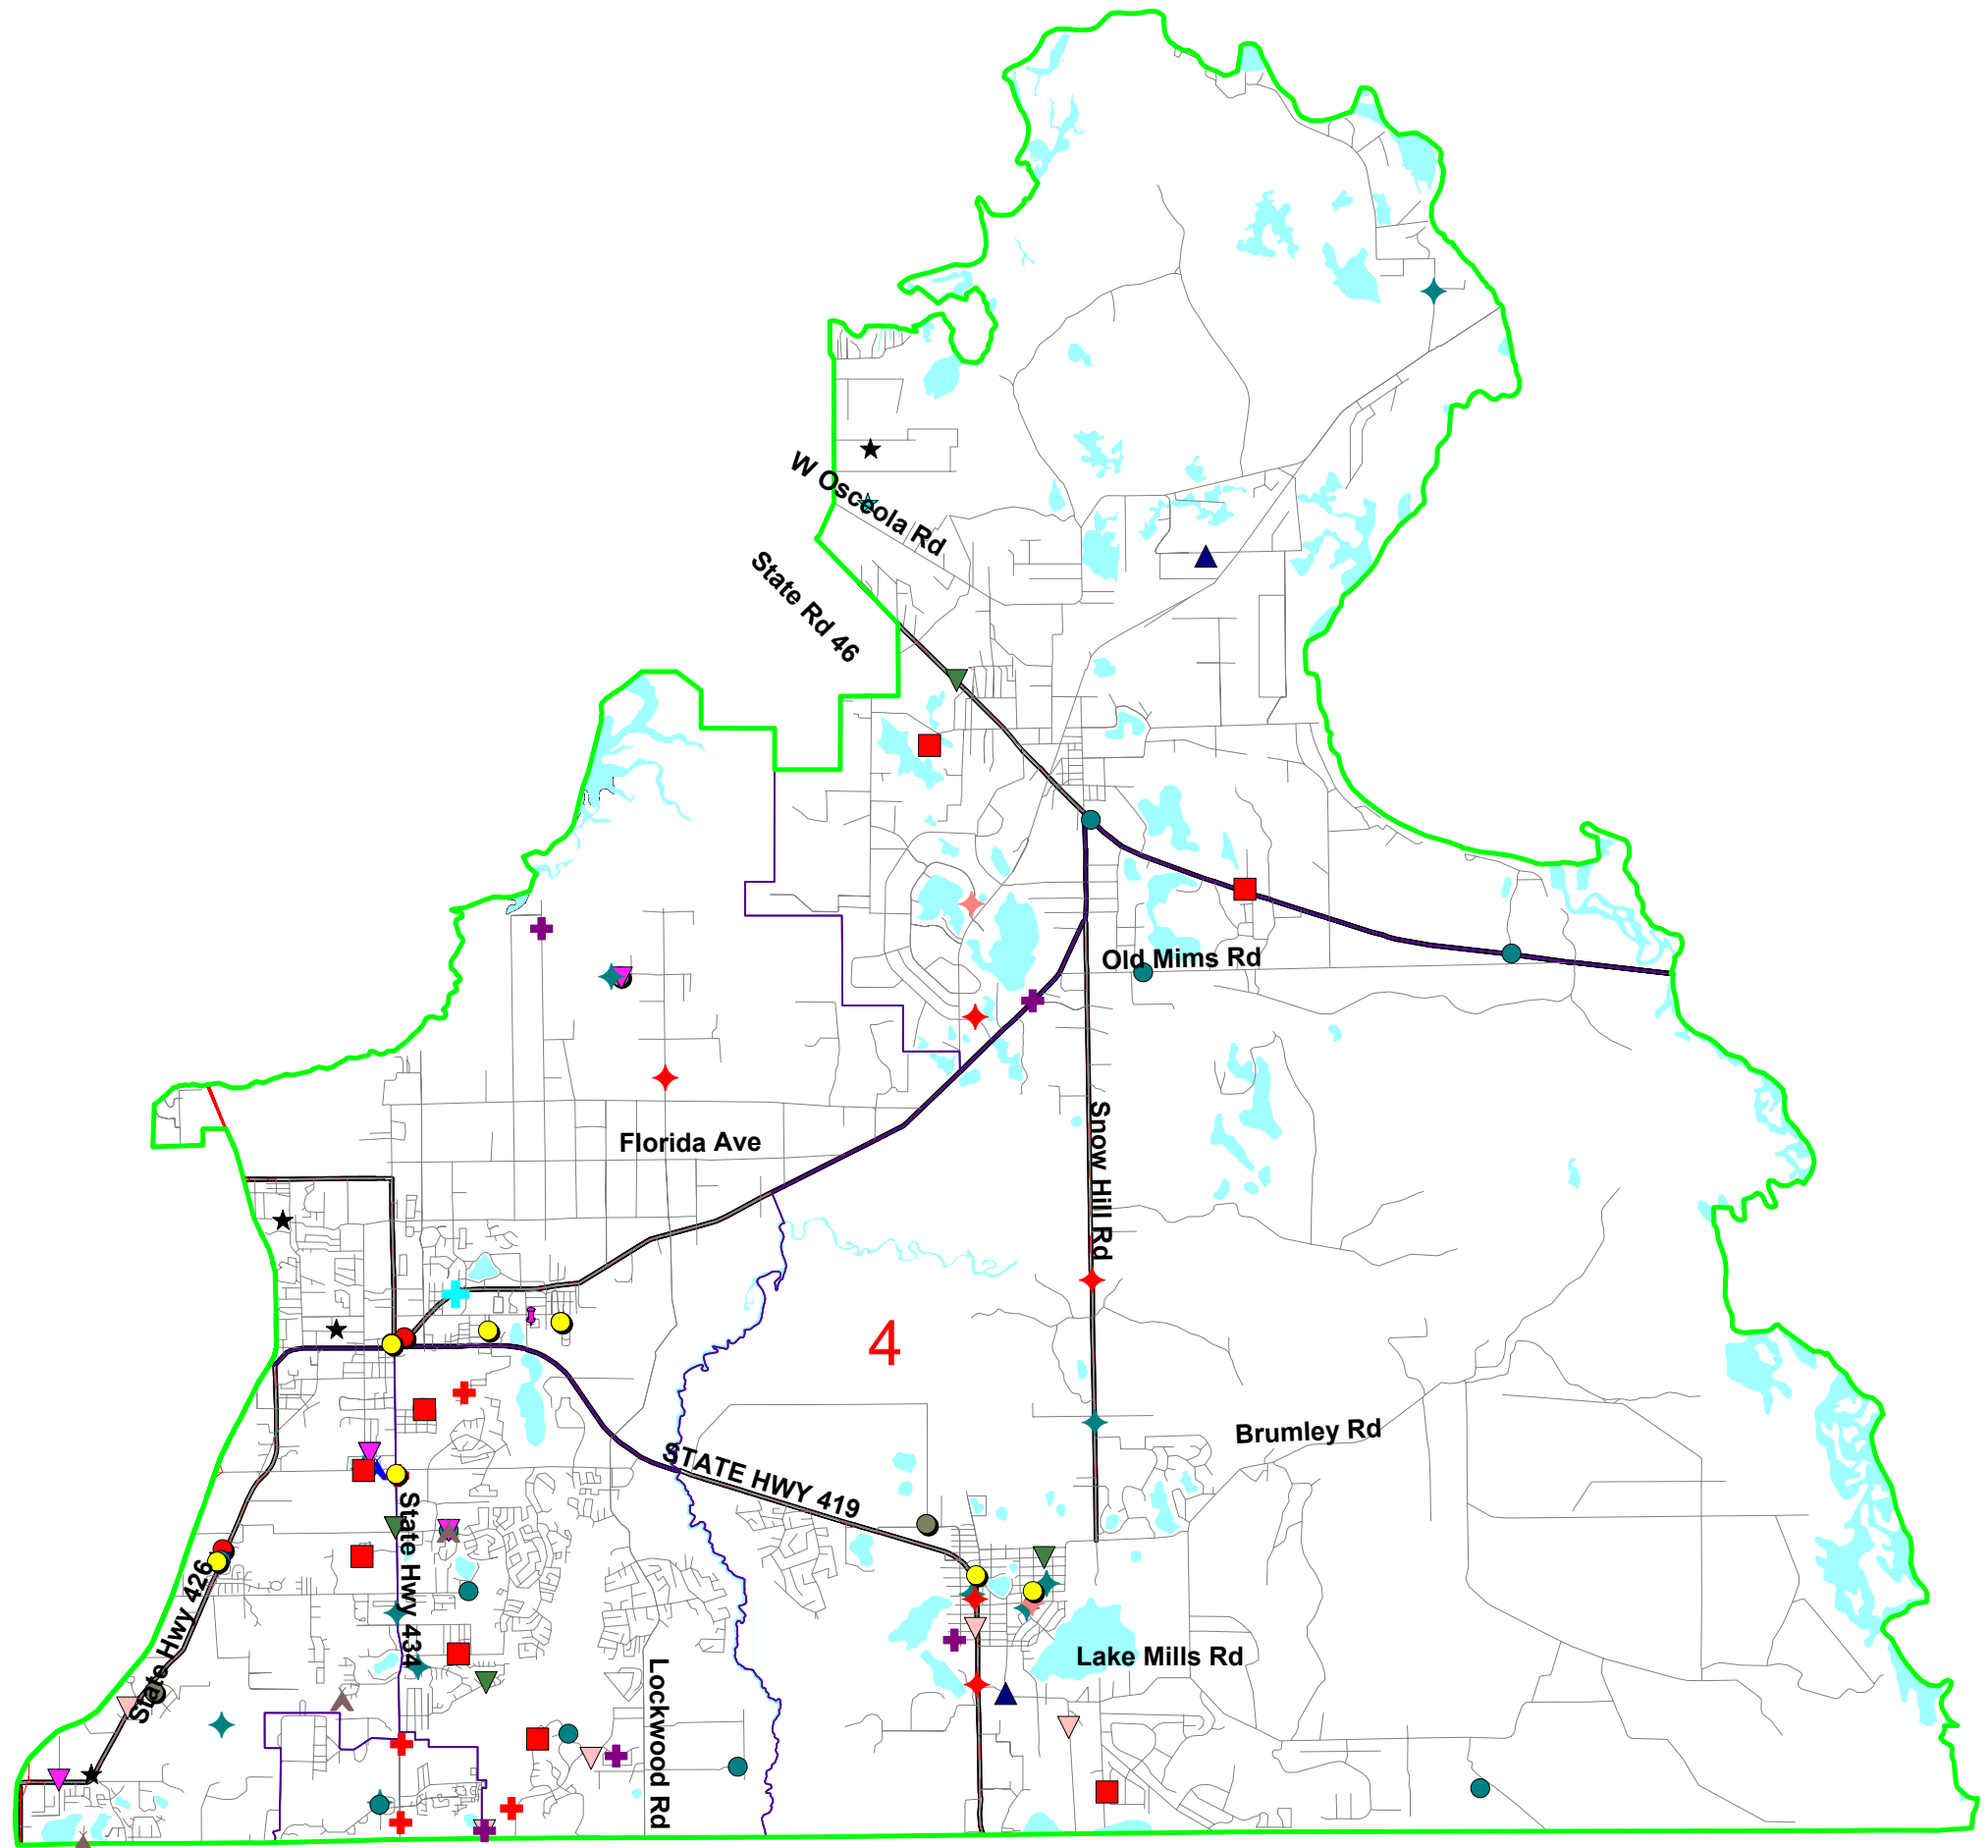 W Osceola Rd
State Rd 46
Old Mims Rd
Florida Ave
Snow Hill Rd
4
Brumley Rd
STATE HWY 419
State Hwy 434
State Hwy 426
Lake Mills Rd
Lockwood Rd